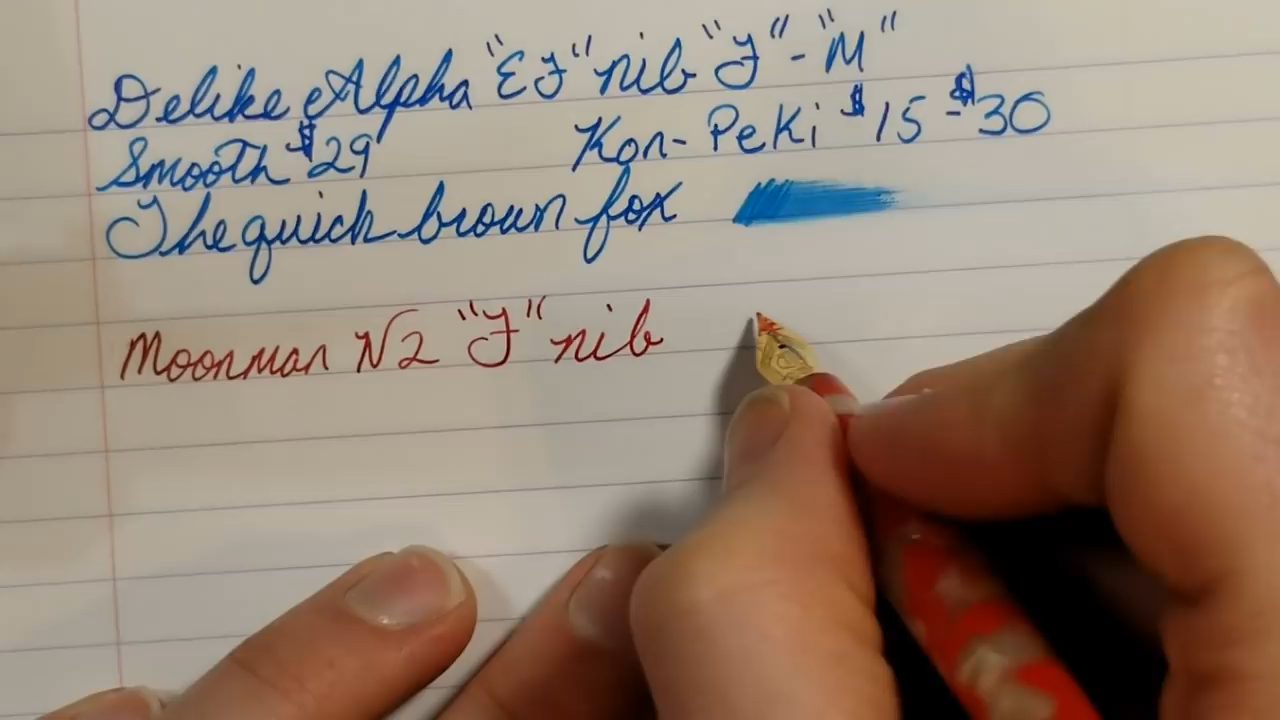 Delike Alpha "EF" nib "F" - "M"
Smooth $29 Kon-Peki $15 - $30
The quick brown fox
Moonman N2 "F" nib